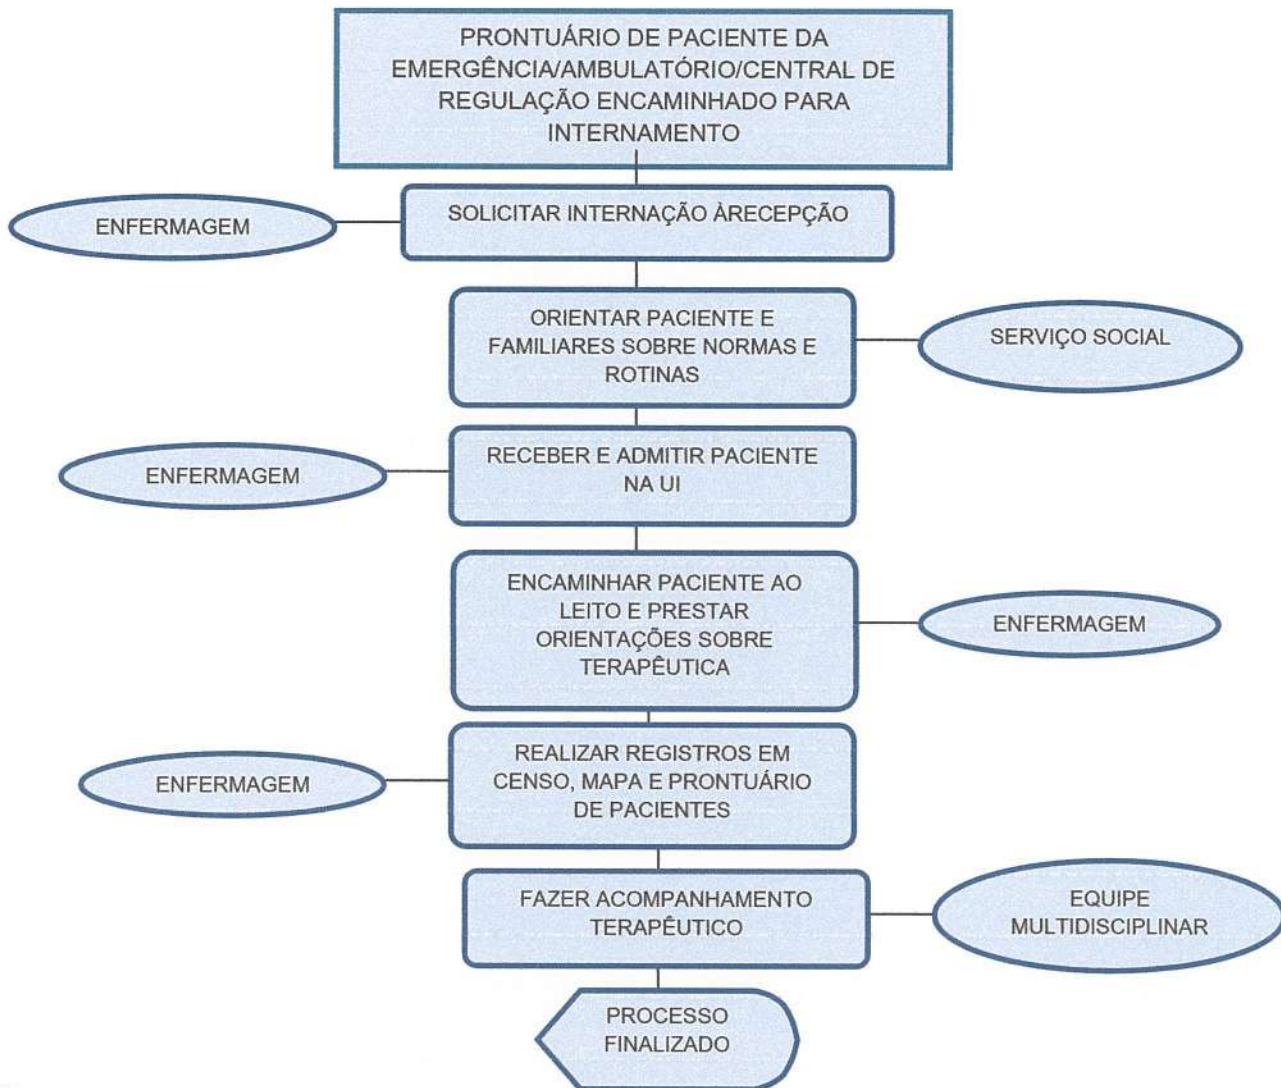 PRONTUÁRIO DE PACIENTE DA
EMERGÊNCIA/AMBULATÓRIO/CENTRAL DE
REGULAÇÃO ENCAMINHADO PARA
INTERNAMENTO
SOLICITAR INTERNAÇÃO ÀRECEPÇÃO
ENFERMAGEM
ORIENTAR PACIENTE E
FAMILIARES SOBRE NORMAS E
ROTINAS
SERVIÇO SOCIAL
RECEBER E ADMITIR PACIENTE
NA UI
ENFERMAGEM
ENCAMINHAR PACIENTE AO
LEITO E PRESTAR
ORIENTAÇÕES SOBRE
TERAPÊUTICA
ENFERMAGEM
REALIZAR REGISTROS EM
CENSO, MAPA E PRONTUÁRIO
DE PACIENTES
ENFERMAGEM
FAZER ACOMPANHAMENTO
TERAPÊUTICO
EQUIPE
MULTIDISCIPLINAR
PROCESSO
FINALIZADO